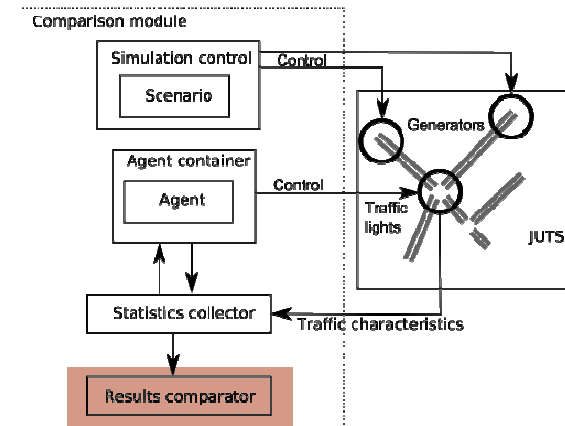 Comparison module
Simulation control
Control
Scenario
Generators
Agent container
Agent
Control
Traffic
lights
JUTS
Statistics collector
Traffic characteristics
Results comparator